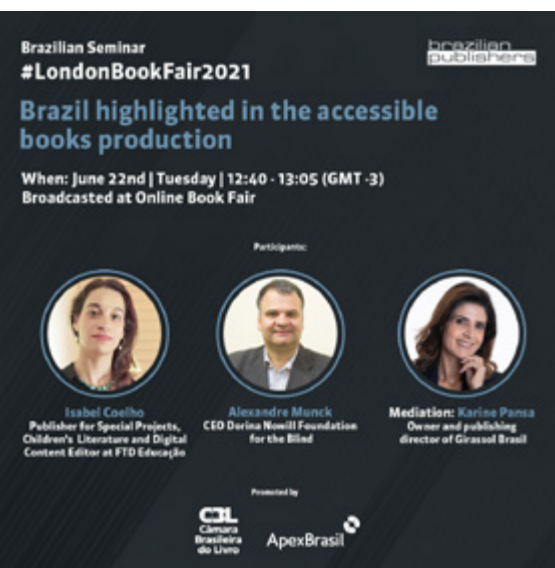 Brazilian Seminar
#LondonBookFair2021
brazilian
publishers
Brazil highlighted in the accessible
books production
When: June 22nd | Tuesday | 12:40 - 13:05 (GMT -3)
Broadcasted at Online Book Fair
Participants:
Isabel Coelho
Publisher for Special Projects,
Children's Literature and Digital
Content Editor at FTD Educação
Alexandre Munck
CEO Dorina Nowill Foundation
for the Blind
Mediation: Karine Pansa
Owner and publishing
director of Girassol Brasil
Promoted by
CBL
Câmara
Brasileira
do Livro
ApexBrasil